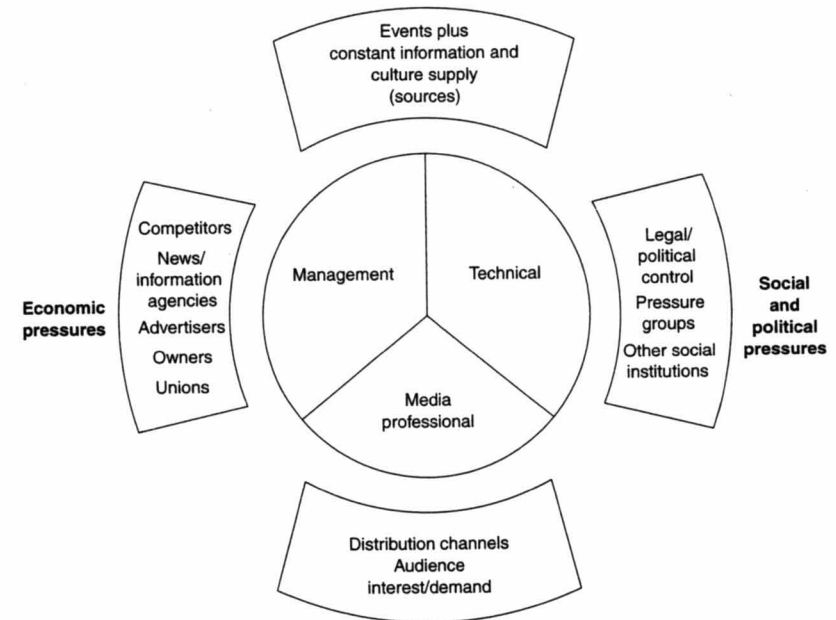 Events plus
constant information and
culture supply
(sources)
Economic
pressures
Competitors
News/
information
agencies
Advertisers
Owners
Unions
Management
Technical
Media
professional
Legal/
political
control
Pressure
groups
Other social
institutions
Social
and
political
pressures
Distribution channels
Audience
interest/demand